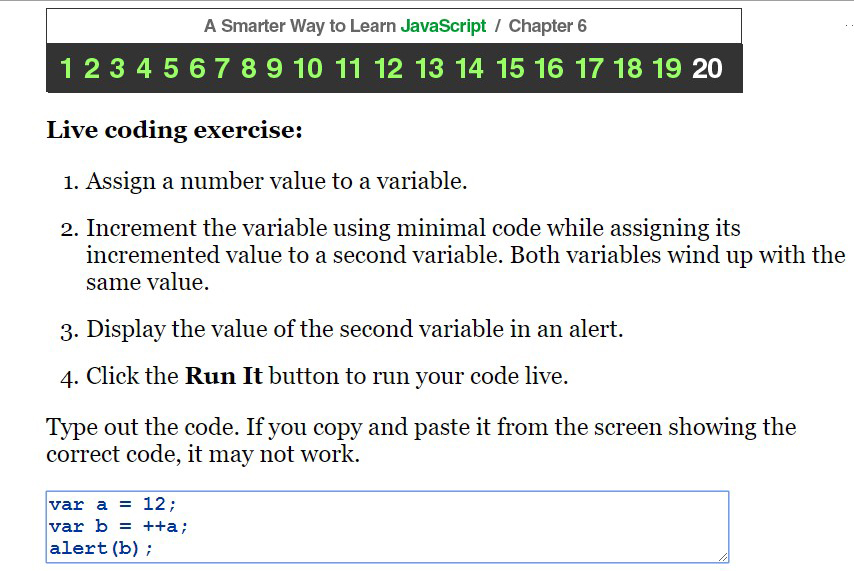 A Smarter Way to Learn JavaScript / Chapter 6
1 2 3 4 5 6 7 8 9 10 11 12 13 14 15 16 17 18 19 20
Live coding exercise:
1. Assign a number value to a variable.
2. Increment the variable using minimal code while assigning its
incremented value to a second variable. Both variables wind up with the
same value.
3. Display the value of the second variable in an alert.
4. Click the Run It button to run your code live.
Type out the code. If you copy and paste it from the screen showing the
correct code, it may not work.
var a = 12;
var b = ++a;
alert(b);